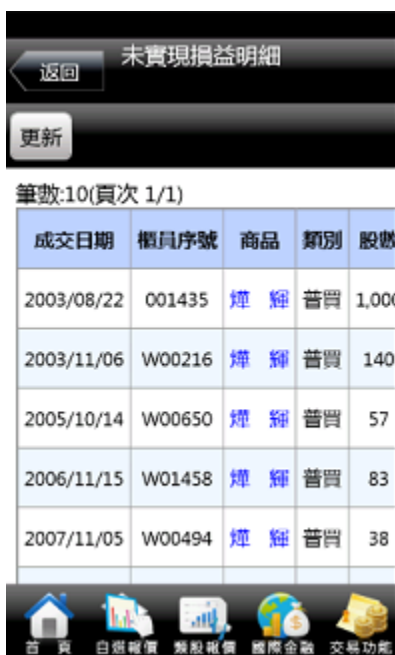 未實現損益明細
返回
更新
筆數:10(頁次 1/1)
成交日期 櫃員序號 商品 類別 股數
2003/08/22 001435 燁 輝 普買 1,000
2003/11/06 W00216 燁 輝 普買 140
2005/10/14 W00650 燁 輝 普買 57
2006/11/15 W01458 燁 輝 普買 83
2007/11/05 W00494 燁 輝 普買 38
首 頁 自選報價 類股報價 國際金融 交易功能